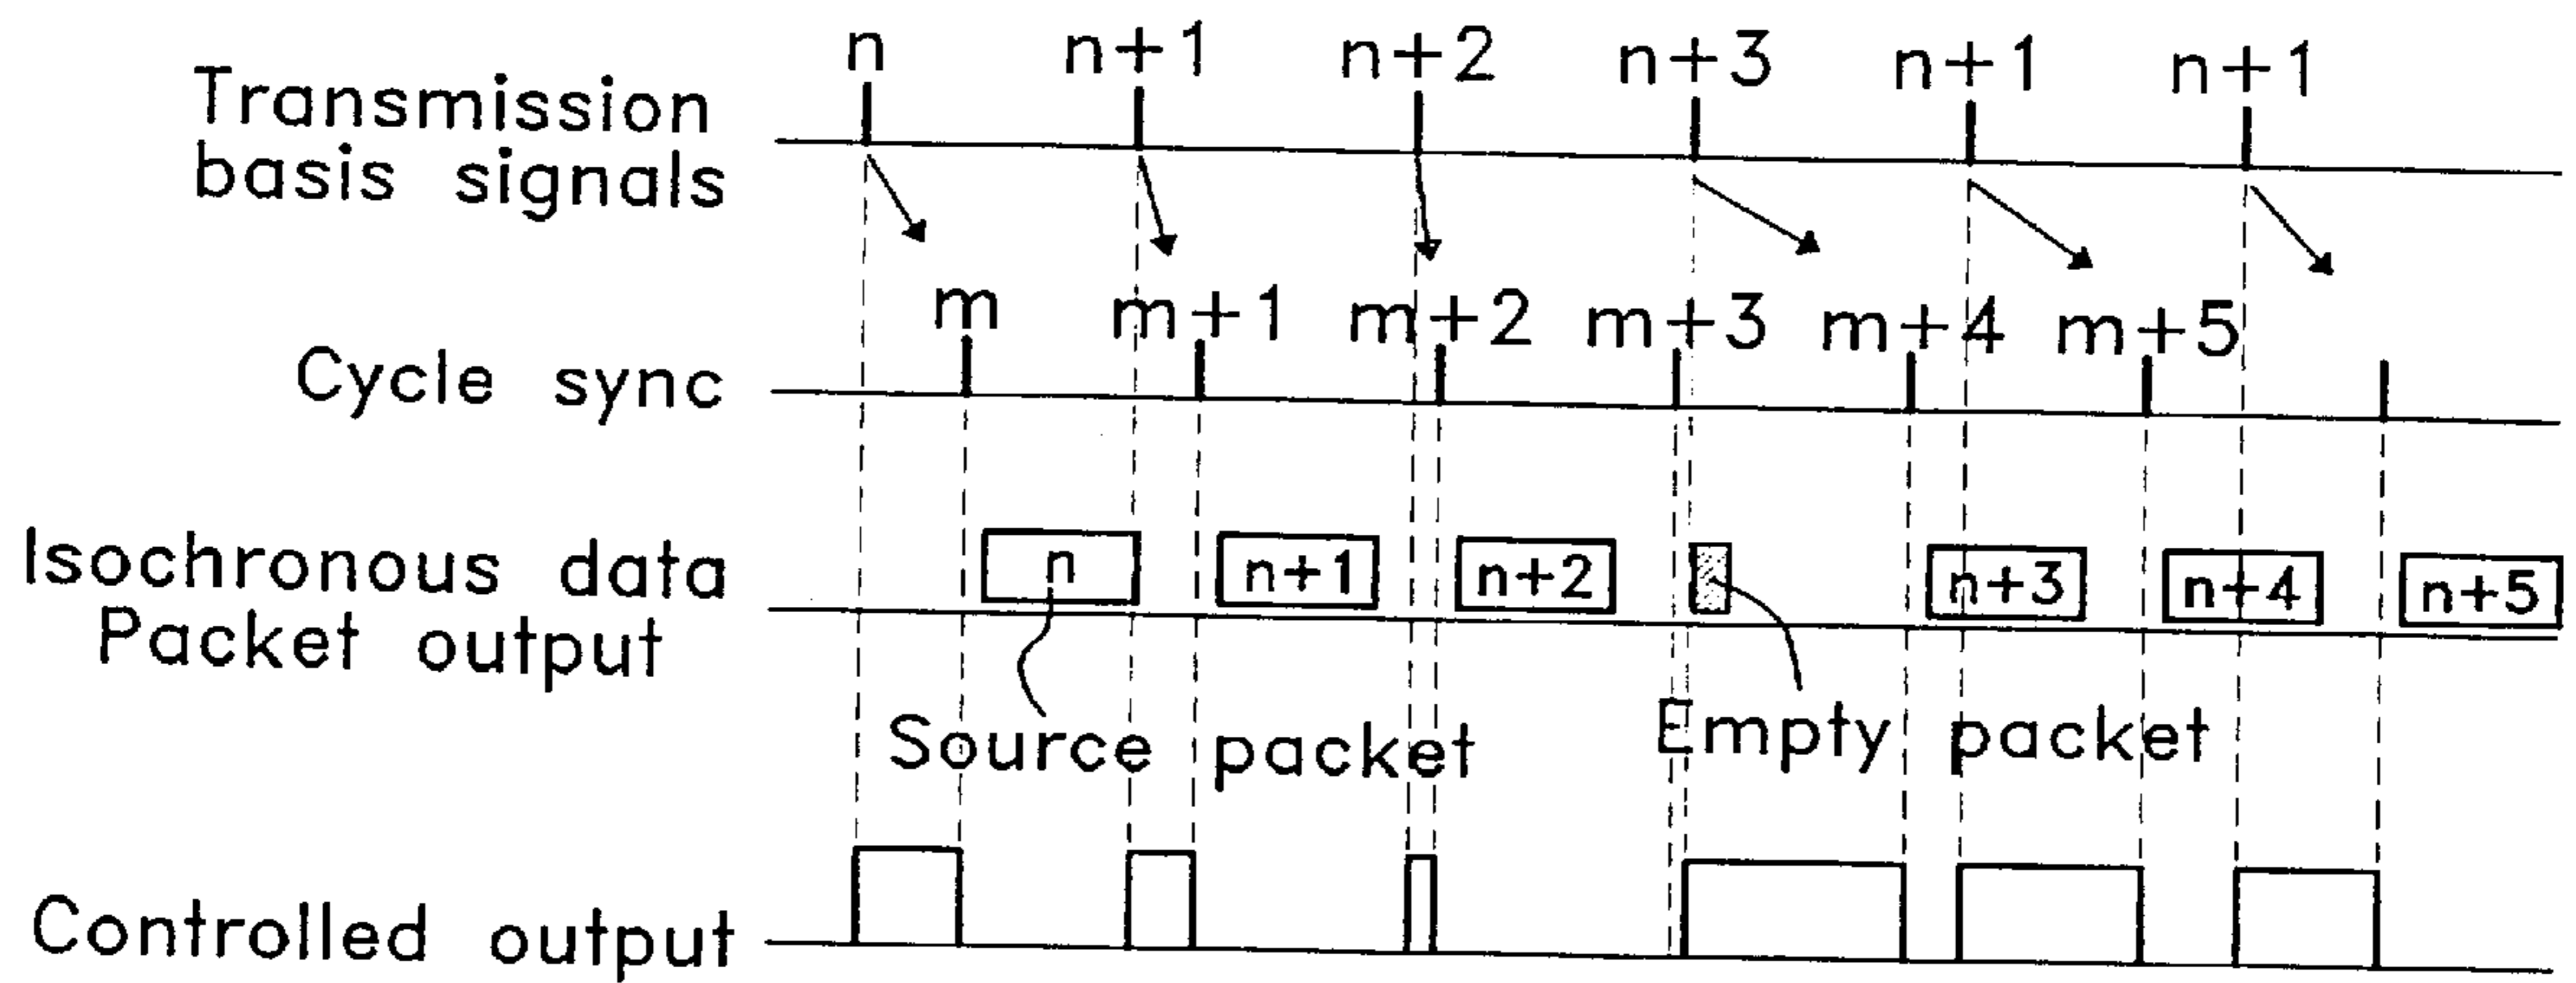 n n+1 n+2 n+3 n+1 n+1
Transmission
basis signals
m m+1 m+2 m+3 m+4 m+5
Cycle sync
Isochronous data
Packet output
n n+1 n+2 n+3 n+4 n+5
Source packet Empty packet
Controlled output